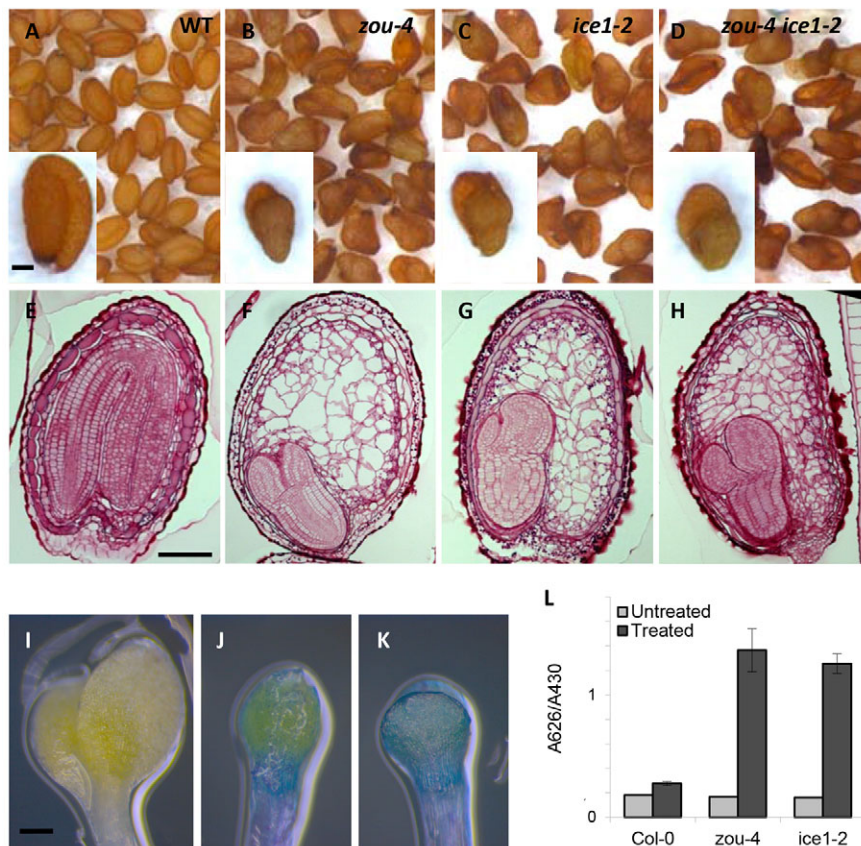 A WT
B zou-4
C ice1-2
D zou-4 ice1-2
E
F
G
H
I
J
K
L
Untreated
Treated
A626/A430
1
0
Col-0 zou-4 ice1-2